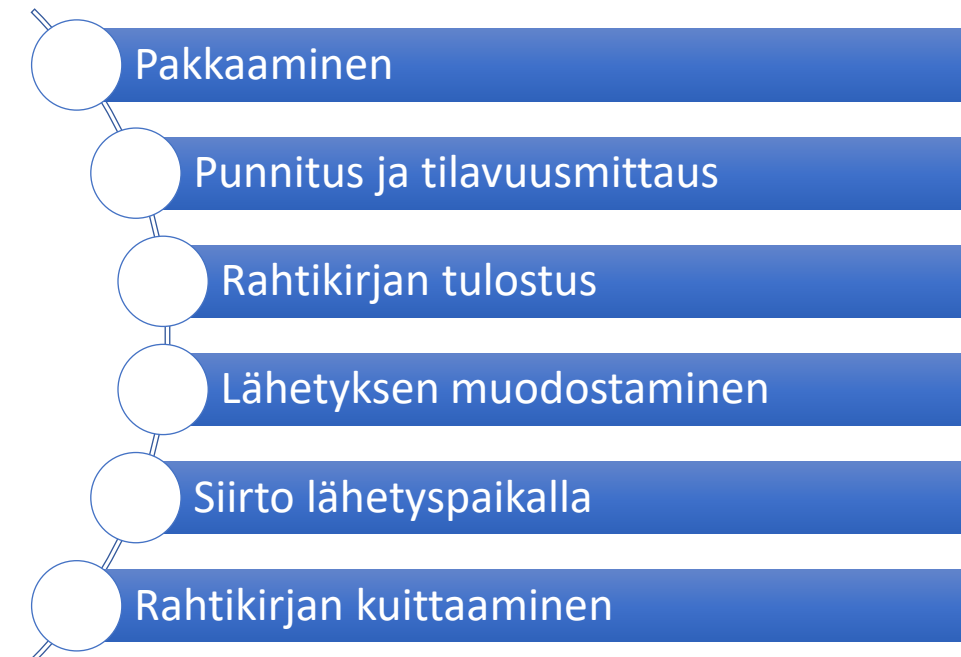 Pakkaaminen
Punnitus ja tilavuusmittaus
Rahtikirjan tulostus
Lähetyksen muodostaminen
Siirto lähetyspaikalla
Rahtikirjan kuittaaminen